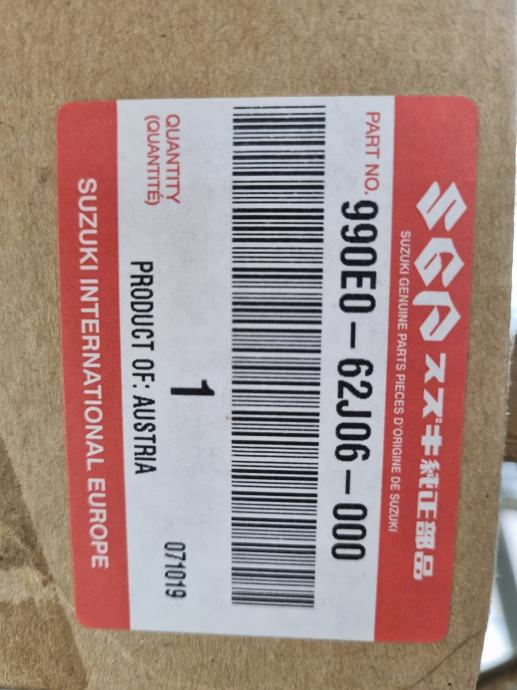 SGP スズキ純正部品
SUZUKI GENUINE PARTS PIECES D'ORIGINE DE SUZUKI
PART NO. 990E0-62J06-000
QUANTITY
(QUANTITÉ)
1
071019
PRODUCT OF: AUSTRIA
SUZUKI INTERNATIONAL EUROPE